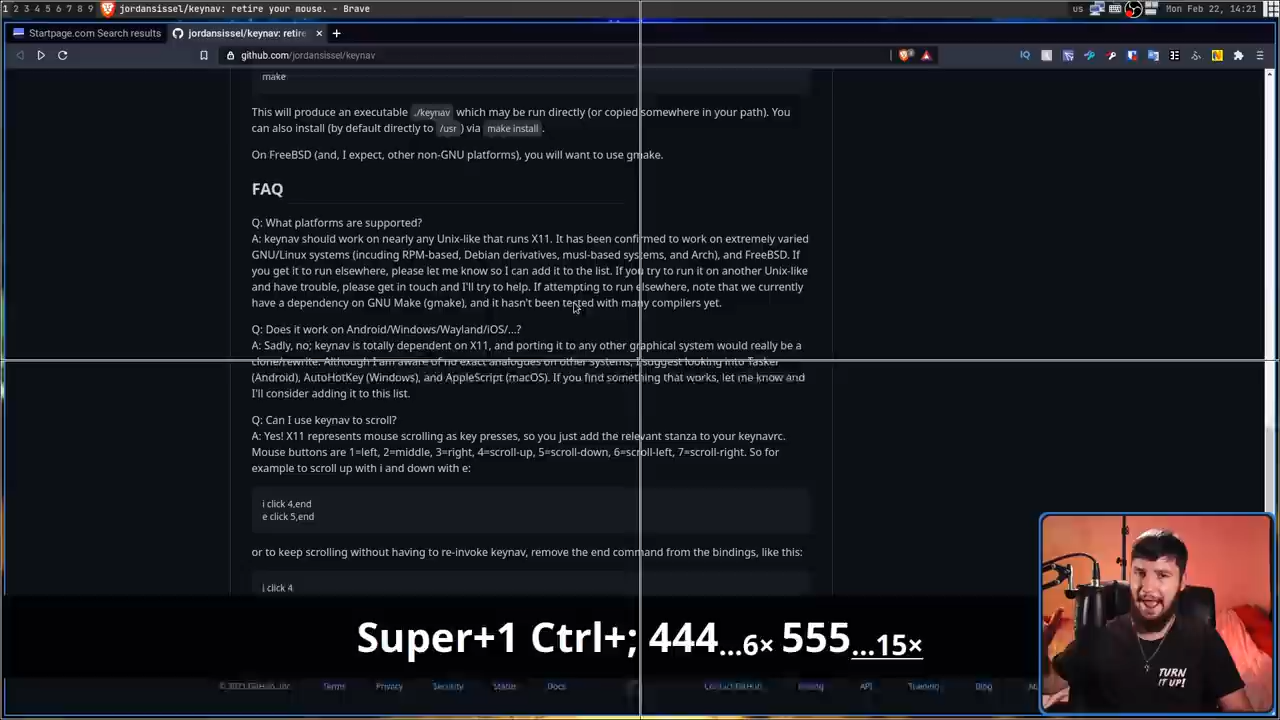 1 2 3 4 5 6 7 8 9 jordansissel/keynav: retire your mouse. - Brave
us Mon Feb 22, 14:21
Startpage.com Search results
jordansissel/keynav: retire
github.com/jordansissel/keynav
make
This will produce an executable ./keynav which may be run directly (or copied somewhere in your path). You
can also install (by default directly to /usr ) via make install .
On FreeBSD (and, I expect, other non-GNU platforms), you will want to use gmake.
FAQ
Q: What platforms are supported?
A: keynav should work on nearly any Unix-like that runs X11. It has been confirmed to work on extremely varied
GNU/Linux systems (incuding RPM-based, Debian derivatives, musl-based systems, and Arch), and FreeBSD. If
you get it to run elsewhere, please let me know so I can add it to the list. If you try to run it on another Unix-like
and have trouble, please get in touch and I'll try to help. If attempting to run elsewhere, note that we currently
have a dependency on GNU Make (gmake), and it hasn't been tested with many compilers yet.
Q: Does it work on Android/Windows/Wayland/iOS/...?
A: Sadly, no; keynav is totally dependent on X11, and porting it to any other graphical system would really be a
clone/rewrite. Although I am aware of no exact analogues on other systems, I suggest looking into Tasker
(Android), AutoHotKey (Windows), and AppleScript (macOS). If you find something that works, let me know and
I'll consider adding it to this list.
Q: Can I use keynav to scroll?
A: Yes! X11 represents mouse scrolling as key presses, so you just add the relevant stanza to your keynavrc.
Mouse buttons are 1=left, 2=middle, 3=right, 4=scroll-up, 5=scroll-down, 6=scroll-left, 7=scroll-right. So for
example to scroll up with i and down with e:
i click 4,end
e click 5,end
or to keep scrolling without having to re-invoke keynav, remove the end command from the bindings, like this:
i click 4
Super+1 Ctrl+; 444...6× 555...15×
© 2021 GitHub, Inc. Terms Privacy Security Status Docs Contact GitHub Pricing API Training Blog
TURN
IT UP!